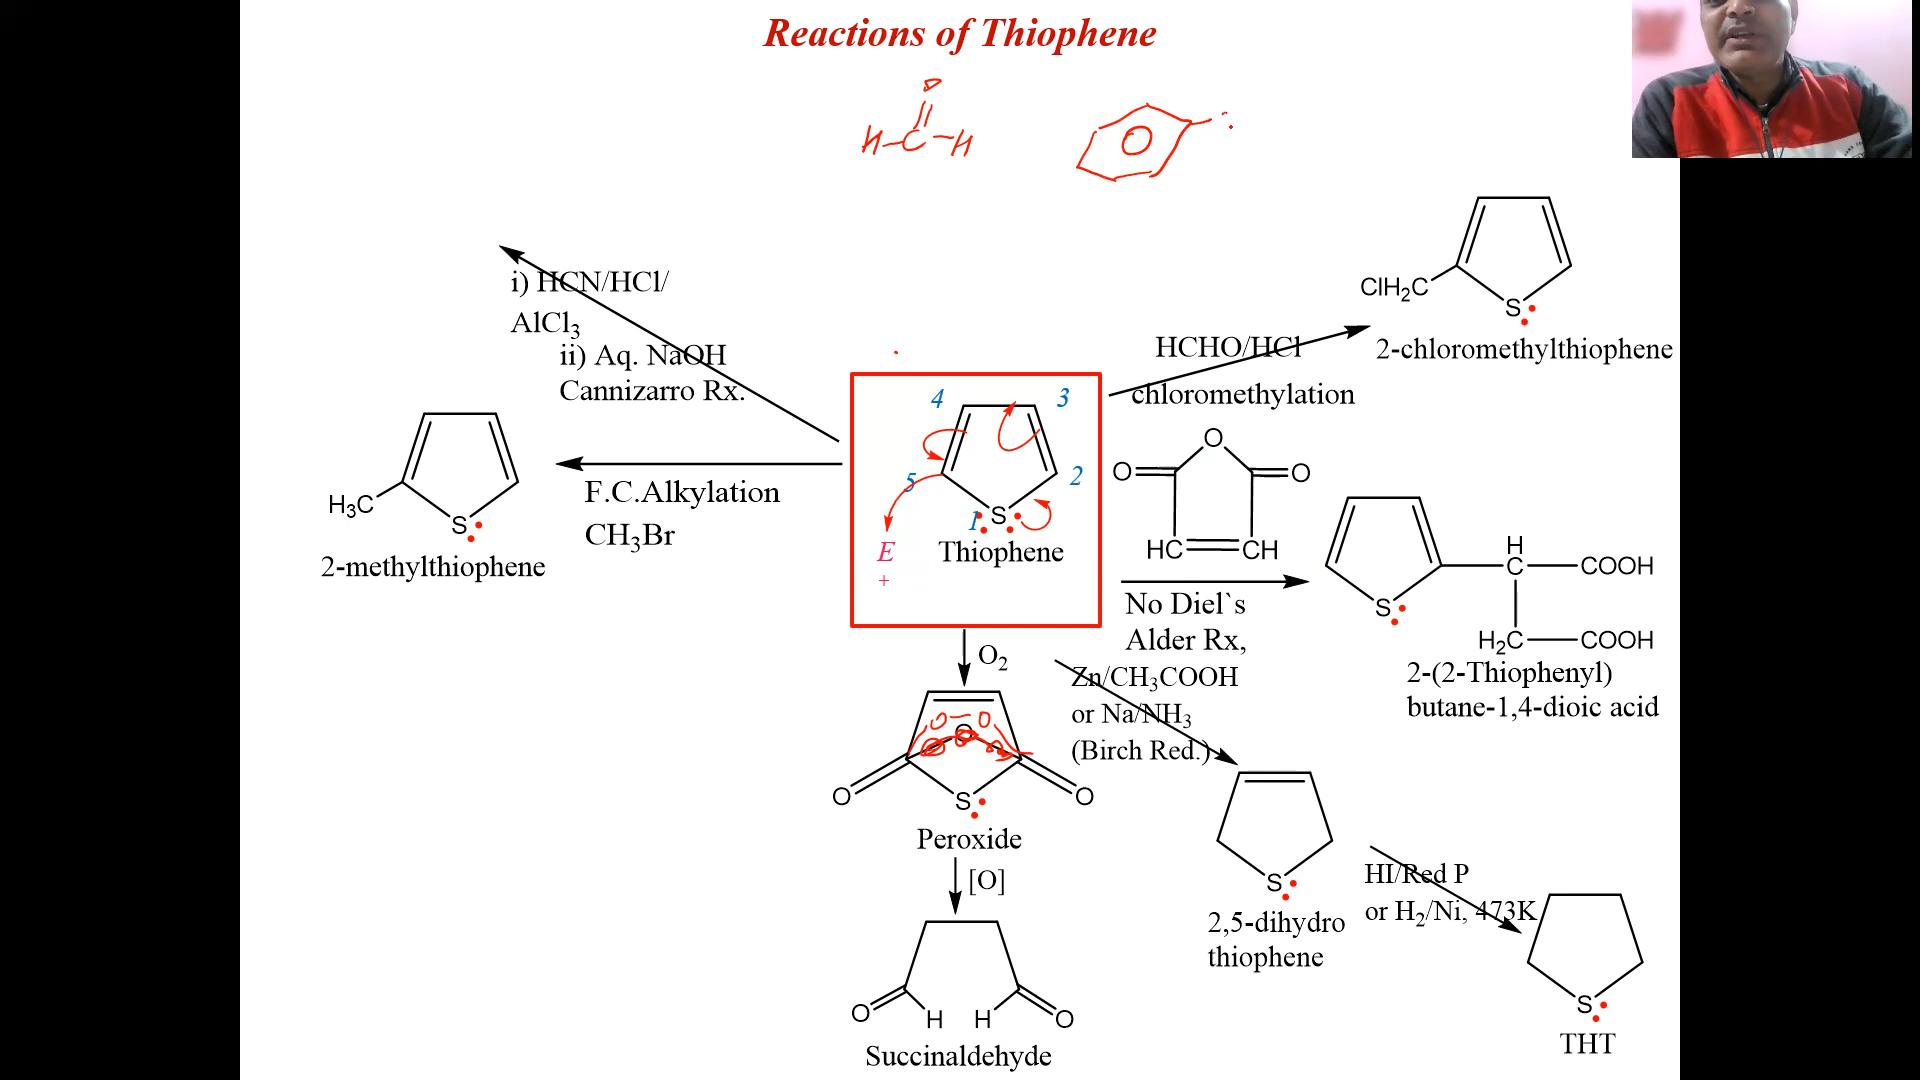 Reactions of Thiophene
O
H-C-H
O
i) HCN/HCl/
AlCl3
ii) Aq. NaOH
Cannizarro Rx.
H3C
S
2-methylthiophene
F.C.Alkylation
CH3Br
4
3
5
2
1
S
E
+
Thiophene
HCHO/HCl
chloromethylation
ClH2C
S
2-chloromethylthiophene
O
O
O
HC
CH
No Diel`s
Alder Rx,
S
H
C
COOH
H2C
COOH
2-(2-Thiophenyl)
butane-1,4-dioic acid
O2
O-O
O
O
O
S
Peroxide
[O]
O
H
H
O
Succinaldehyde
Zn/CH3COOH
or Na/NH3
(Birch Red.)
S
2,5-dihydro
thiophene
HI/Red P
or H2/Ni, 473K
S
THT